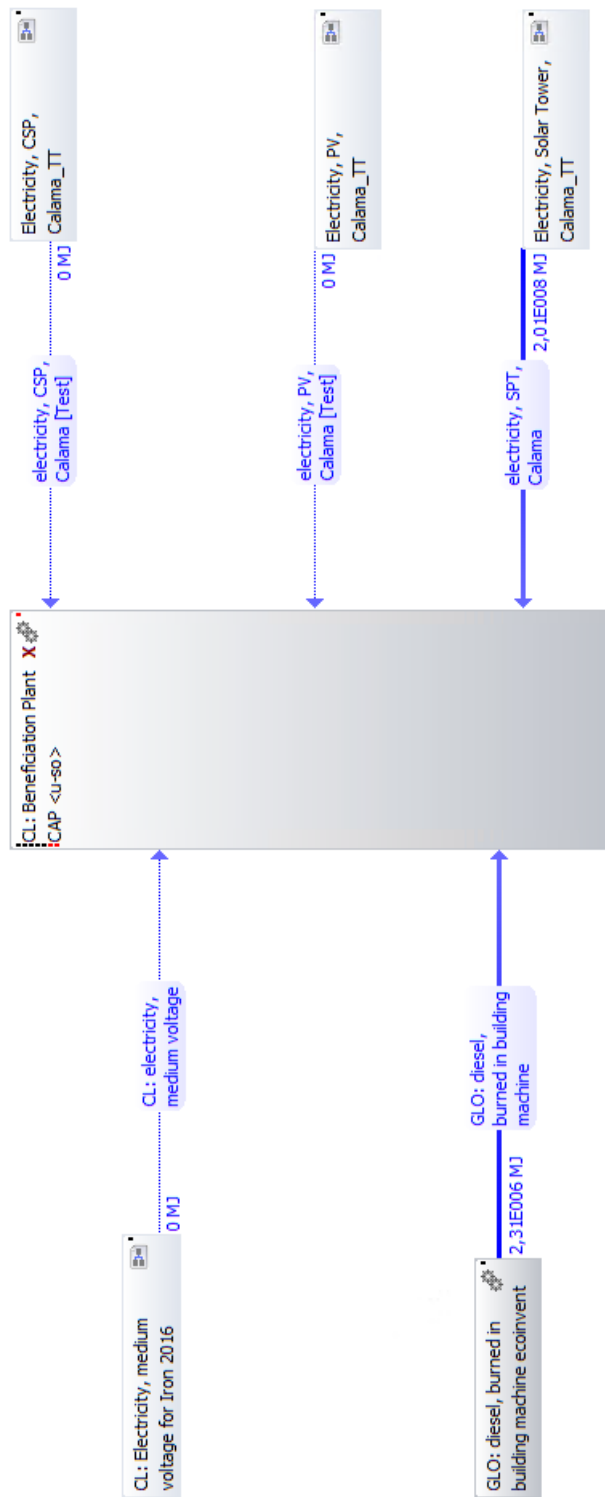 Electricity, CSP,
Calama_TT
0 MJ
electricity, CSP,
Calama [Test]
Electricity, PV,
Calama_TT
0 MJ
electricity, PV,
Calama [Test]
Electricity, Solar Tower,
Calama_TT
2,01E008 MJ
electricity, SPT,
Calama
CL: Beneficiation Plant X
CAP <u-so>
CL: electricity,
medium voltage
0 MJ
CL: Electricity, medium
voltage for Iron 2016
GLO: diesel,
burned in building
machine
2,31E006 MJ
GLO: diesel, burned in
building machine ecoinvent